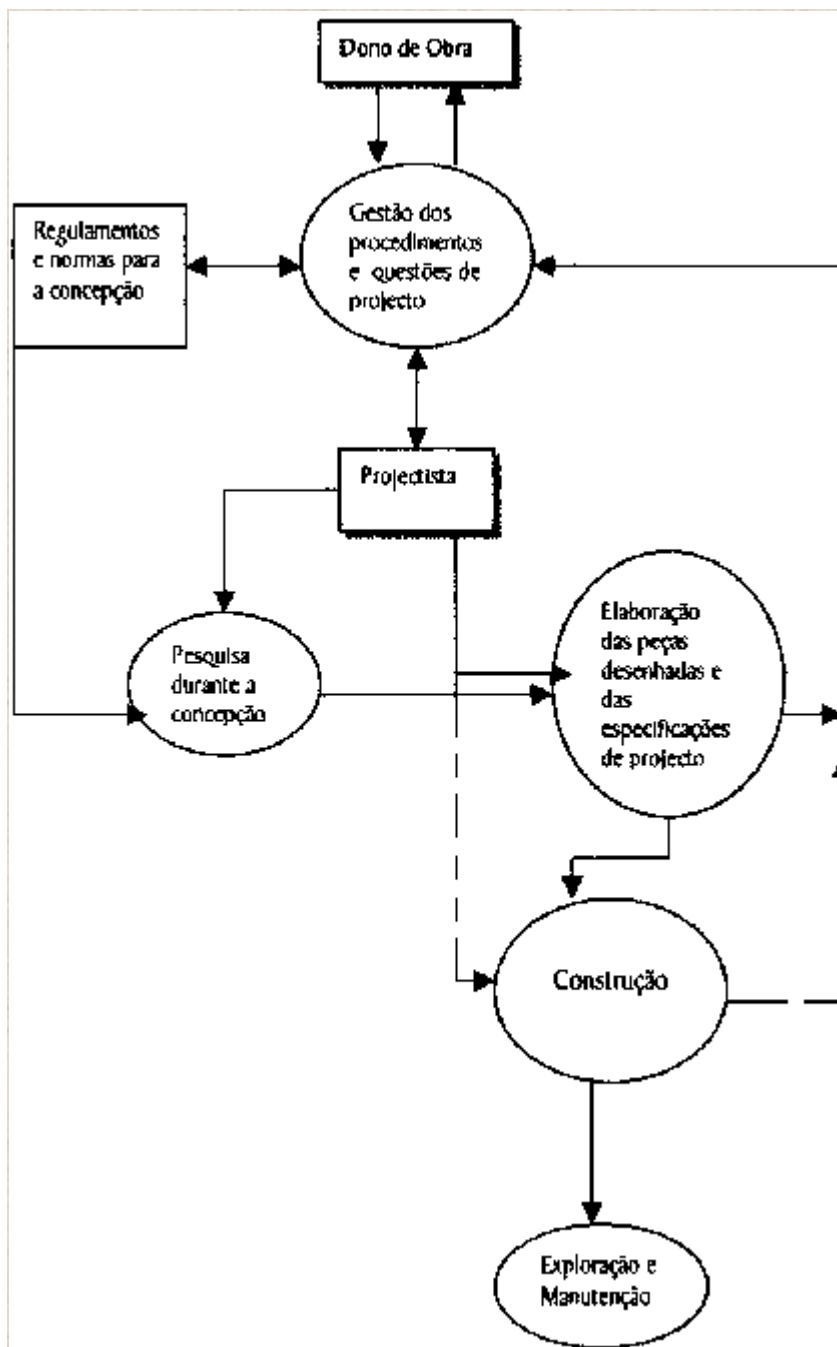 Dono de Obra
Gestão dos
procedimentos
e questões de
projecto
Regulamentos
e normas para
a concepção
Projectista
Pesquisa
durante a
concepção
Elaboração
das peças
desenhadas e
das
especificações
de projecto
Construção
Exploração e
Manutenção